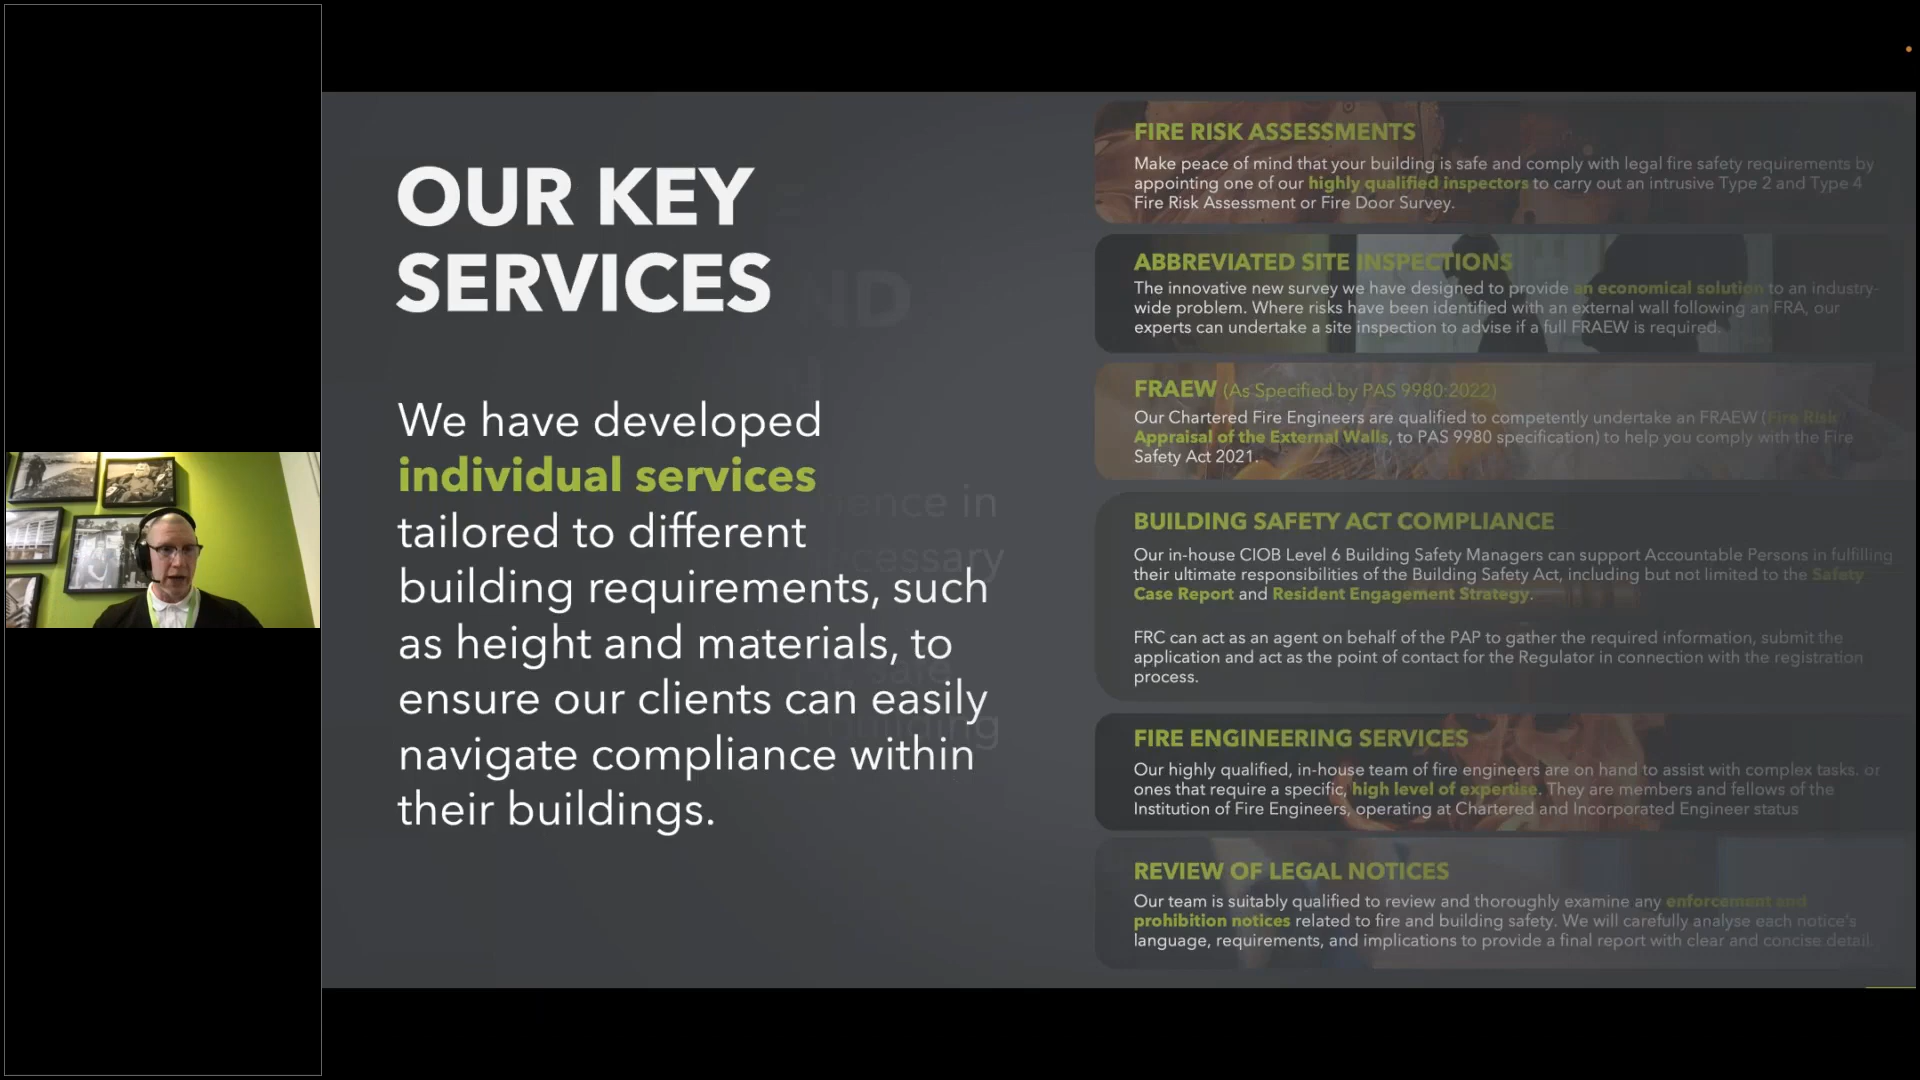 OUR KEY
SERVICES
We have developed
individual services
tailored to different
building requirements, such
as height and materials, to
ensure our clients can easily
navigate compliance within
their buildings.
FIRE RISK ASSESSMENTS
Make peace of mind that your building is safe and comply with legal fire safety requirements by
appointing one of our highly qualified inspectors to carry out an intrusive Type 2 and Type 4
Fire Risk Assessment or Fire Door Survey.
ABBREVIATED SITE INSPECTIONS
The innovative new survey we have designed to provide an economical solution to an industry-
wide problem. Where risks have been identified with an external wall following an FRA, our
experts can undertake a site inspection to advise if a full FRAEW is required.
FRAEW (As Specified by PAS 9980:2022)
Our Chartered Fire Engineers are qualified to competently undertake an FRAEW (Fire Risk
Appraisal of the External Walls, to PAS 9980 specification) to help you comply with the Fire
Safety Act 2021.
BUILDING SAFETY ACT COMPLIANCE
Our in-house CIOB Level 6 Building Safety Managers can support Accountable Persons in fulfilling
their ultimate responsibilities of the Building Safety Act, including but not limited to the Safety
Case Report and Resident Engagement Strategy.
FRC can act as an agent on behalf of the PAP to gather the required information, submit the
application and act as the point of contact for the Regulator in connection with the registration
process.
FIRE ENGINEERING SERVICES
Our highly qualified, in-house team of fire engineers are on hand to assist with complex tasks. or
ones that require a specific, high level of expertise. They are members and fellows of the
Institution of Fire Engineers, operating at Chartered and Incorporated Engineer status
REVIEW OF LEGAL NOTICES
Our team is suitably qualified to review and thoroughly examine any enforcement and
prohibition notices related to fire and building safety. We will carefully analyse each notice's
language, requirements, and implications to provide a final report with clear and concise detail.